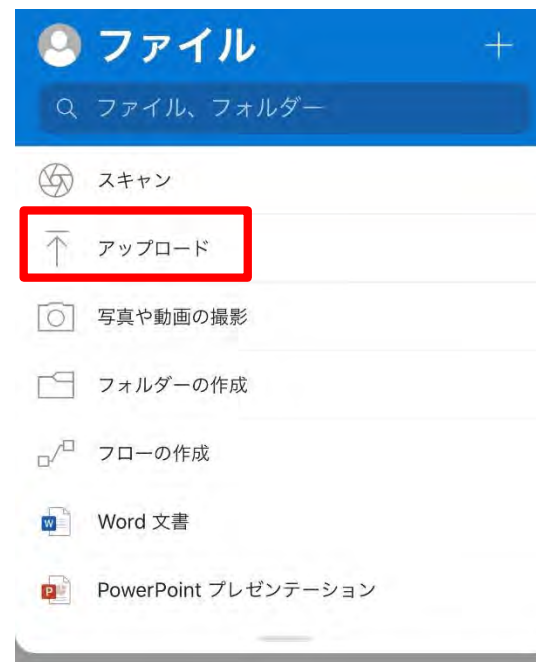 ファイル
ファイル、フォルダー
スキャン
アップロード
写真や動画の撮影
フォルダーの作成
フローの作成
Word 文書
PowerPoint プレゼンテーション